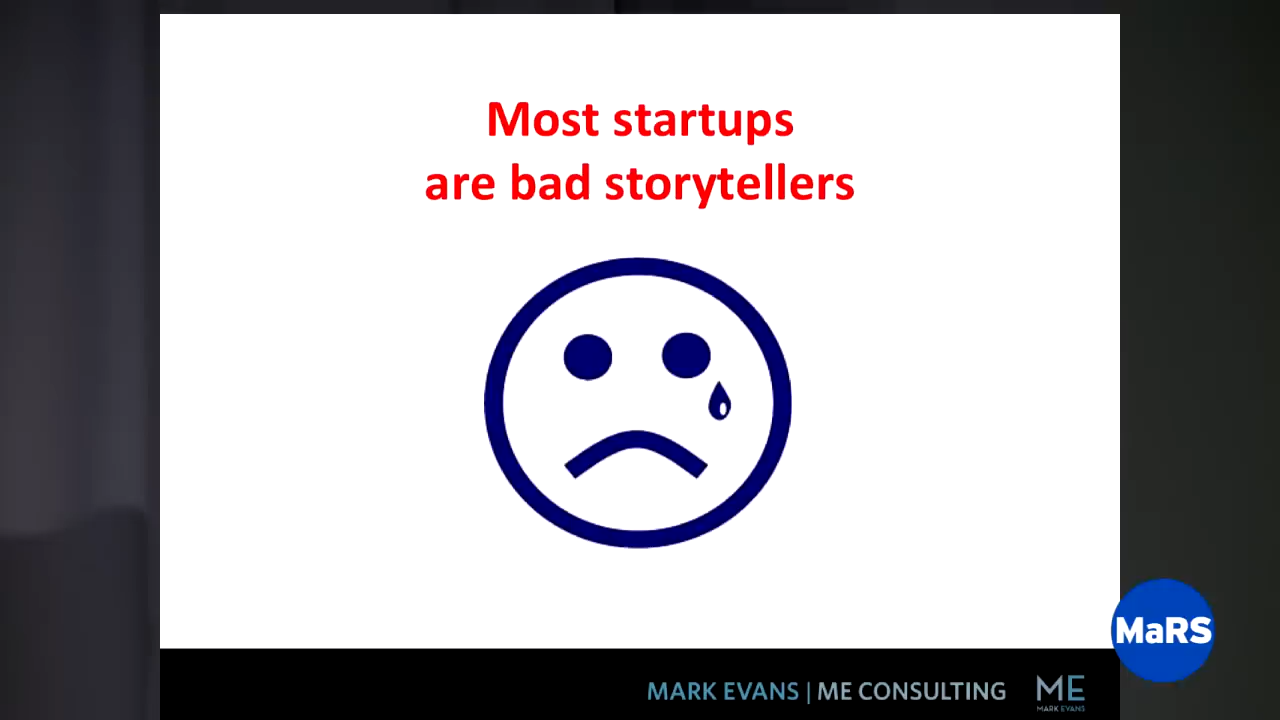 Most startups
are bad storytellers
MaRS
MARK EVANS | ME CONSULTING
ME
MARK EVANS